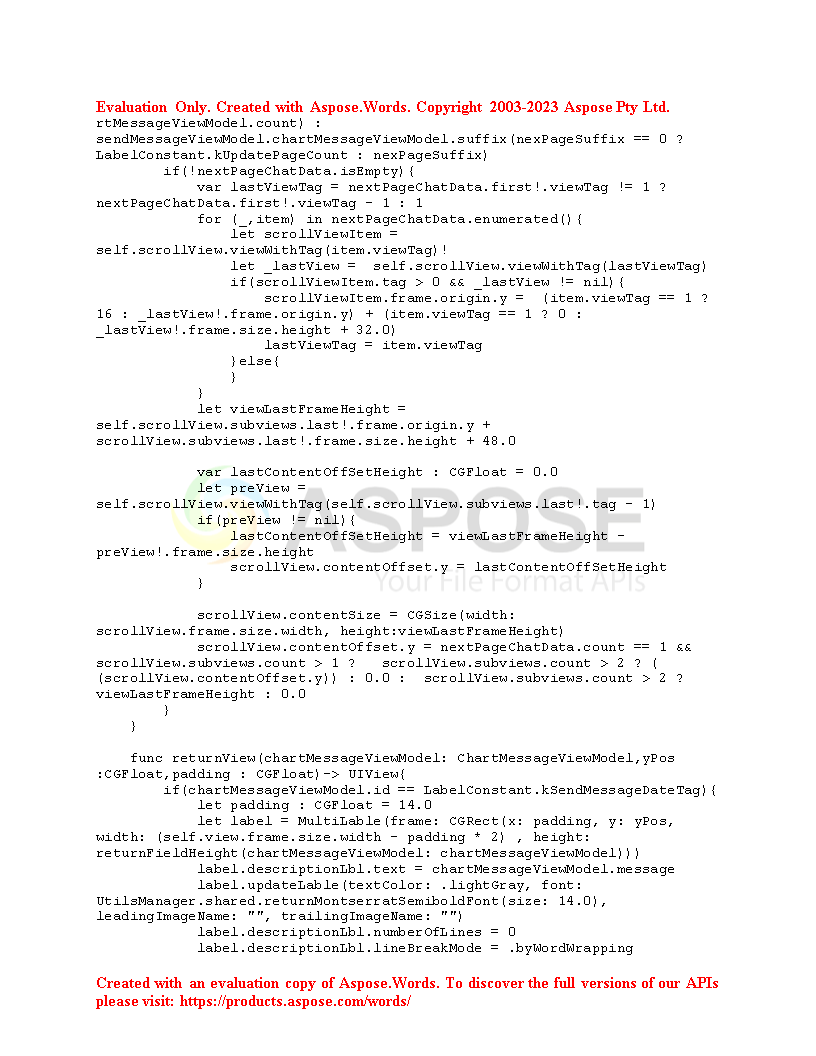 Evaluation Only. Created with Aspose.Words. Copyright 2003-2023 Aspose Pty Ltd.
rtMessageViewModel.count) :
sendMessageViewModel.chartMessageViewModel.suffix(nexPageSuffix == 0 ?
LabelConstant.kUpdatePageCount : nexPageSuffix)
        if(!nextPageChatData.isEmpty){
            var lastViewTag = nextPageChatData.first!.viewTag != 1 ?
nextPageChatData.first!.viewTag - 1 : 1
            for (_,item) in nextPageChatData.enumerated(){
                let scrollViewItem =
self.scrollView.viewWithTag(item.viewTag)!
                let _lastView =  self.scrollView.viewWithTag(lastViewTag)
                if(scrollViewItem.tag > 0 && _lastView != nil){
                    scrollViewItem.frame.origin.y =  (item.viewTag == 1 ?
16 : _lastView!.frame.origin.y) + (item.viewTag == 1 ? 0 :
_lastView!.frame.size.height + 32.0)
                    lastViewTag = item.viewTag
                }else{
                }
            }
            let viewLastFrameHeight =
self.scrollView.subviews.last!.frame.origin.y +
scrollView.subviews.last!.frame.size.height + 48.0
            var lastContentOffSetHeight : CGFloat = 0.0
            let preView =
self.scrollView.viewWithTag(self.scrollView.subviews.last!.tag - 1)
            if(preView != nil){
                lastContentOffSetHeight = viewLastFrameHeight -
preView!.frame.size.height
                scrollView.contentOffset.y = lastContentOffSetHeight
            }
ASPOSE
Your File Format APIs
            scrollView.contentSize = CGSize(width:
scrollView.frame.size.width, height:viewLastFrameHeight)
            scrollView.contentOffset.y = nextPageChatData.count == 1 &&
scrollView.subviews.count > 1 ?   scrollView.subviews.count > 2 ? (
(scrollView.contentOffset.y)) : 0.0 :  scrollView.subviews.count > 2 ?
viewLastFrameHeight : 0.0
        }
    }
    func returnView(chartMessageViewModel: ChartMessageViewModel,yPos
:CGFloat,padding : CGFloat)-> UIView{
        if(chartMessageViewModel.id == LabelConstant.kSendMessageDateTag){
            let padding : CGFloat = 14.0
            let label = MultiLable(frame: CGRect(x: padding, y: yPos,
width: (self.view.frame.size.width - padding * 2) , height:
returnFieldHeight(chartMessageViewModel: chartMessageViewModel)))
            label.descriptionLbl.text = chartMessageViewModel.message
            label.updateLable(textColor: .lightGray, font:
UtilsManager.shared.returnMontserratSemiboldFont(size: 14.0),
leadingImageName: "", trailingImageName: "")
            label.descriptionLbl.numberOfLines = 0
            label.descriptionLbl.lineBreakMode = .byWordWrapping
Created with an evaluation copy of Aspose.Words. To discover the full versions of our APIs
please visit: https://products.aspose.com/words/